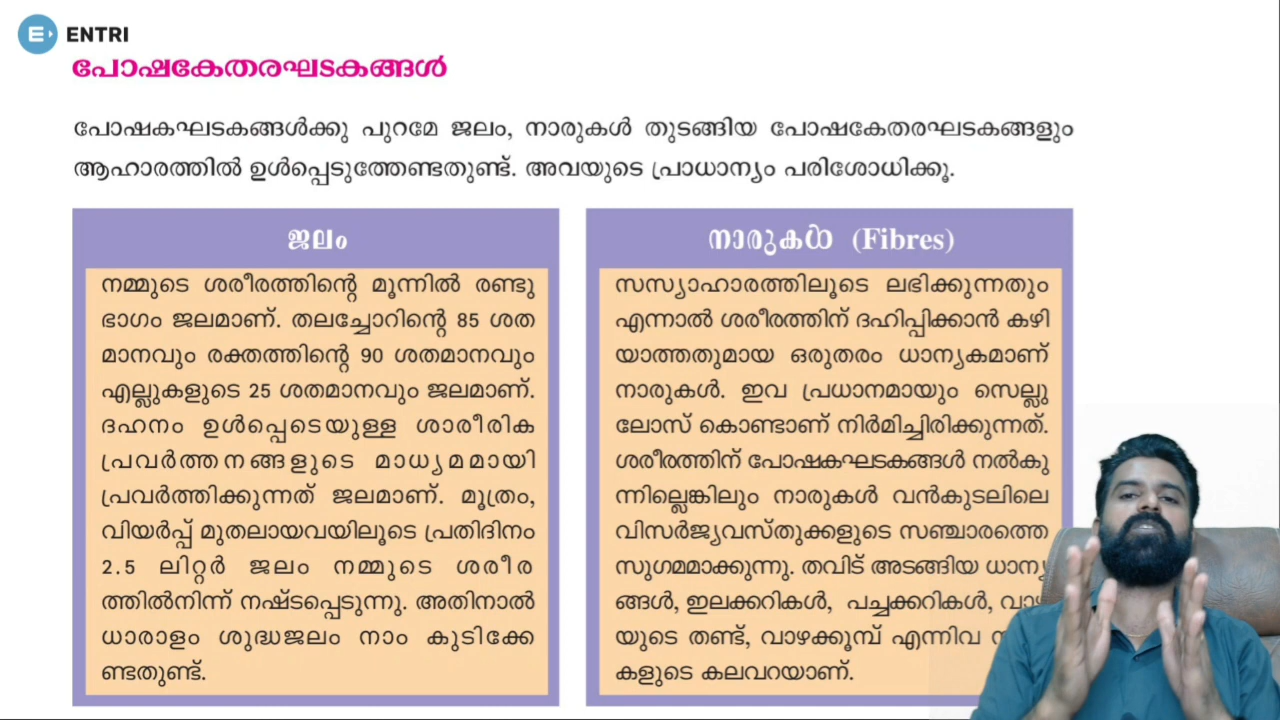 ENTRI
പോഷകേതരഘടകങ്ങൾ
പോഷകഘടകങ്ങൾക്കു പുറമേ ജലം, നാരുകൾ തുടങ്ങിയ പോഷകേതരഘടകങ്ങളും
ആഹാരത്തിൽ ഉൾപ്പെടുത്തേണ്ടതുണ്ട്. അവയുടെ പ്രാധാന്യം പരിശോധിക്കൂ.
ജലം
നമ്മുടെ ശരീരത്തിന്റെ മൂന്നിൽ രണ്ടു
ഭാഗം ജലമാണ്. തലച്ചോറിന്റെ 85 ശത
മാനവും രക്തത്തിന്റെ 90 ശതമാനവും
എല്ലുകളുടെ 25 ശതമാനവും ജലമാണ്.
ദഹനം ഉൾപ്പെടെയുള്ള ശാരീരിക
പ്രവർത്തനങ്ങളുടെ മാധ്യമമായി
പ്രവർത്തിക്കുന്നത് ജലമാണ്. മൂത്രം,
വിയർപ്പ് മുതലായവയിലൂടെ പ്രതിദിനം
2.5 ലിറ്റർ ജലം നമ്മുടെ ശരീര
ത്തിൽനിന്ന് നഷ്ടപ്പെടുന്നു. അതിനാൽ
ധാരാളം ശുദ്ധജലം നാം കുടിക്കേ
ണ്ടതുണ്ട്.
നാരുകൾ (Fibres)
സസ്യാഹാരത്തിലൂടെ ലഭിക്കുന്നതും
എന്നാൽ ശരീരത്തിന് ദഹിപ്പിക്കാൻ കഴി
യാത്തതുമായ ഒരുതരം ധാന്യകമാണ്
നാരുകൾ. ഇവ പ്രധാനമായും സെല്ലു
ലോസ് കൊണ്ടാണ് നിർമിച്ചിരിക്കുന്നത്.
ശരീരത്തിന് പോഷകഘടകങ്ങൾ നൽകു
ന്നില്ലെങ്കിലും നാരുകൾ വൻകുടലിലെ
വിസർജ്യവസ്തുക്കളുടെ സഞ്ചാരത്തെ
സുഗമമാക്കുന്നു. തവിട് അടങ്ങിയ ധാന്യ
ങ്ങൾ, ഇലക്കറികൾ, പച്ചക്കറികൾ,
യുടെ തണ്ട്, വാഴക്കൂമ്പ് എന്നിവ
കളുടെ കലവറയാണ്.